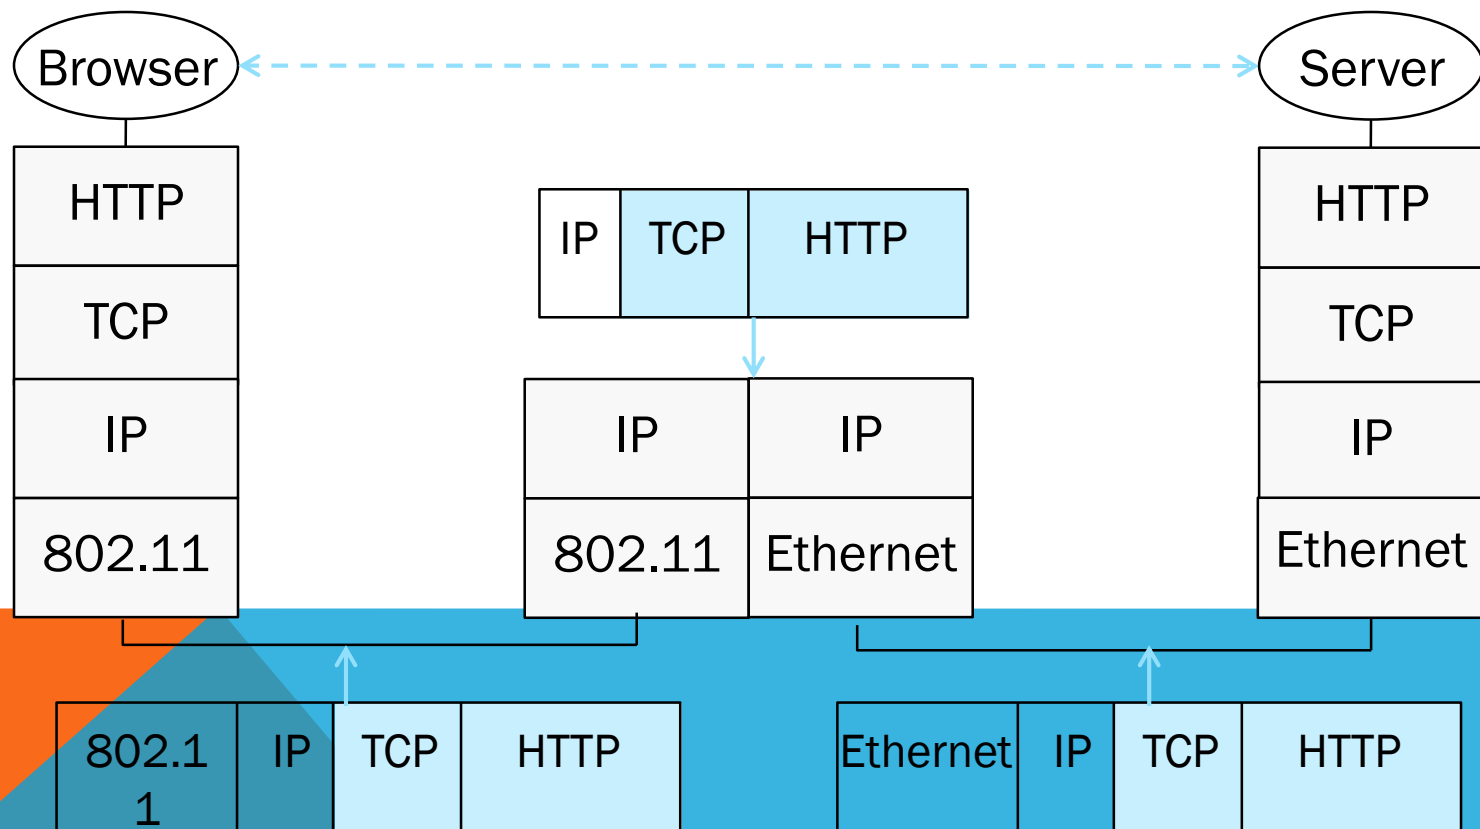 Browser
Server
HTTP
TCP
IP
802.11
IP
TCP
HTTP
IP
IP
802.11
Ethernet
HTTP
TCP
IP
Ethernet
802.1
1
IP
TCP
HTTP
Ethernet
IP
TCP
HTTP